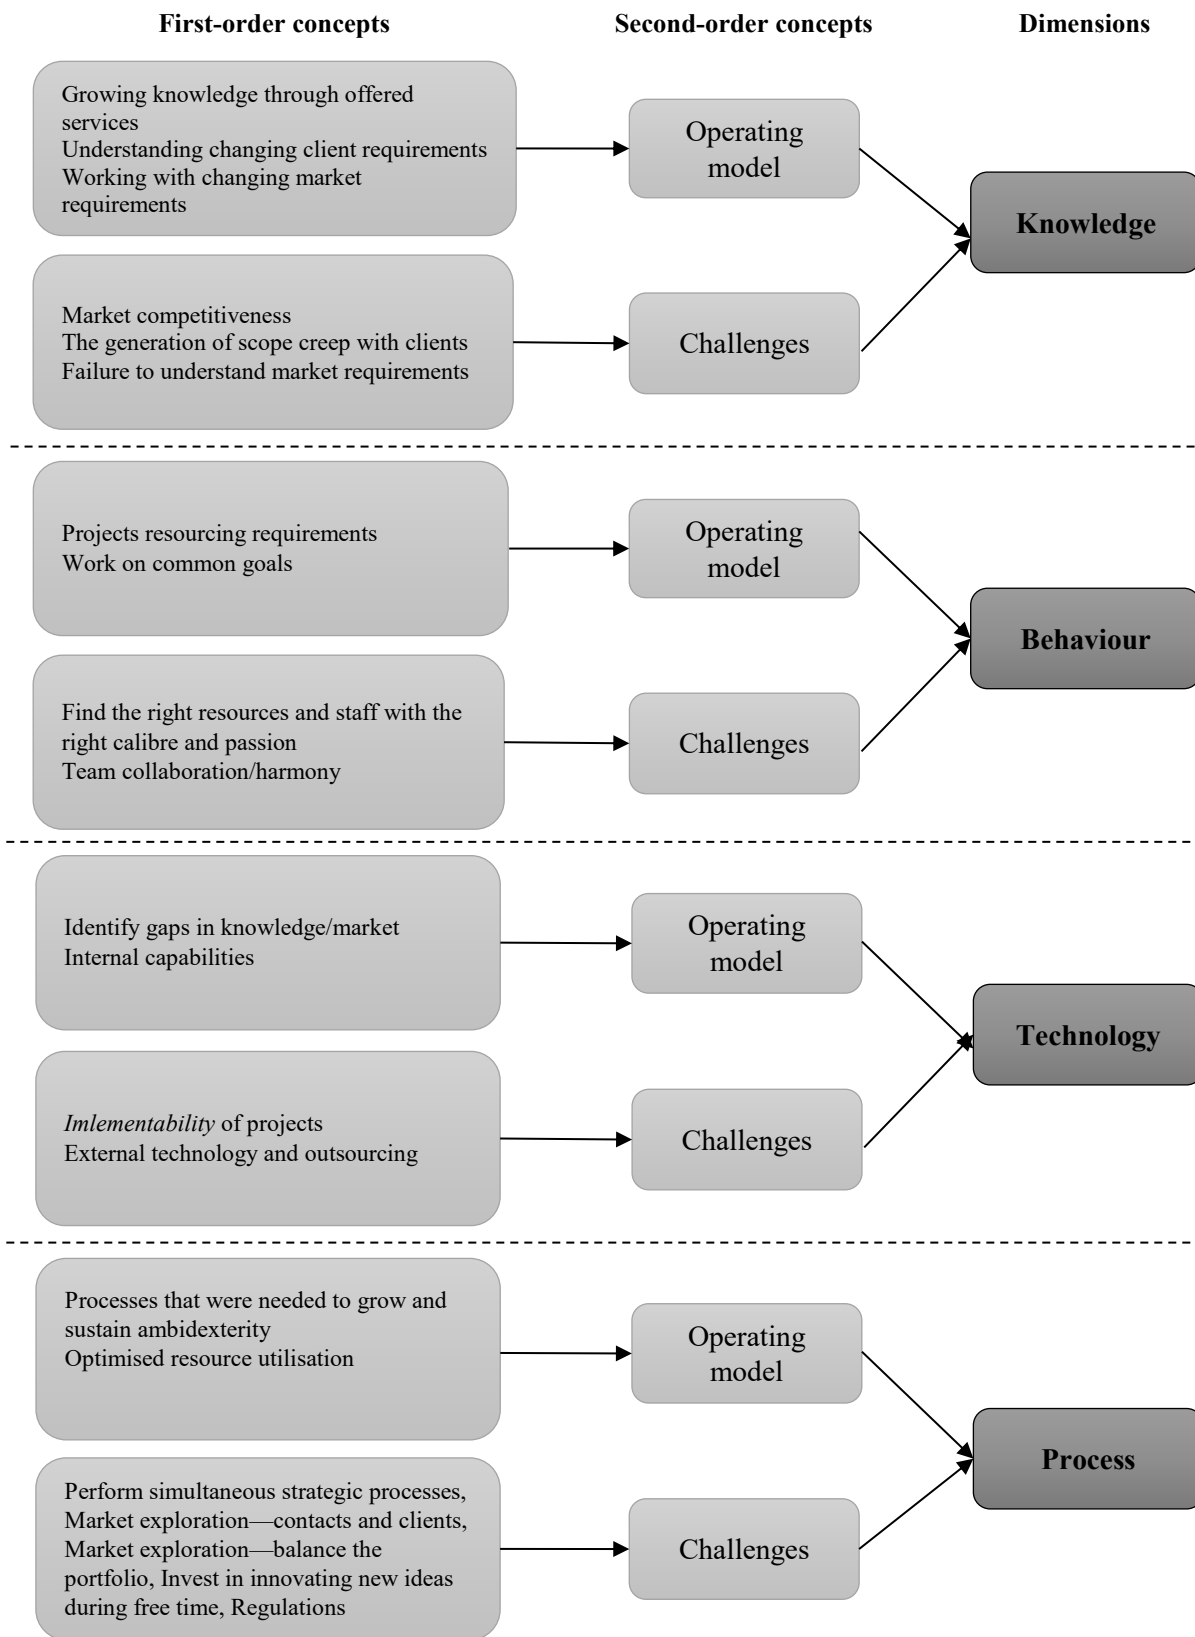 First-order concepts
Second-order concepts
Dimensions
Growing knowledge through offered
services
Understanding changing client requirements
Working with changing market
requirements
Operating
model
Knowledge
Market competitiveness
The generation of scope creep with clients
Failure to understand market requirements
Challenges
Projects resourcing requirements
Work on common goals
Operating
model
Behaviour
Find the right resources and staff with the
right calibre and passion
Team collaboration/harmony
Challenges
Identify gaps in knowledge/market
Internal capabilities
Operating
model
Technology
Imlementability of projects
External technology and outsourcing
Challenges
Processes that were needed to grow and
sustain ambidexterity
Optimised resource utilisation
Operating
model
Process
Perform simultaneous strategic processes,
Market exploration—contacts and clients,
Market exploration—balance the
portfolio, Invest in innovating new ideas
during free time, Regulations
Challenges